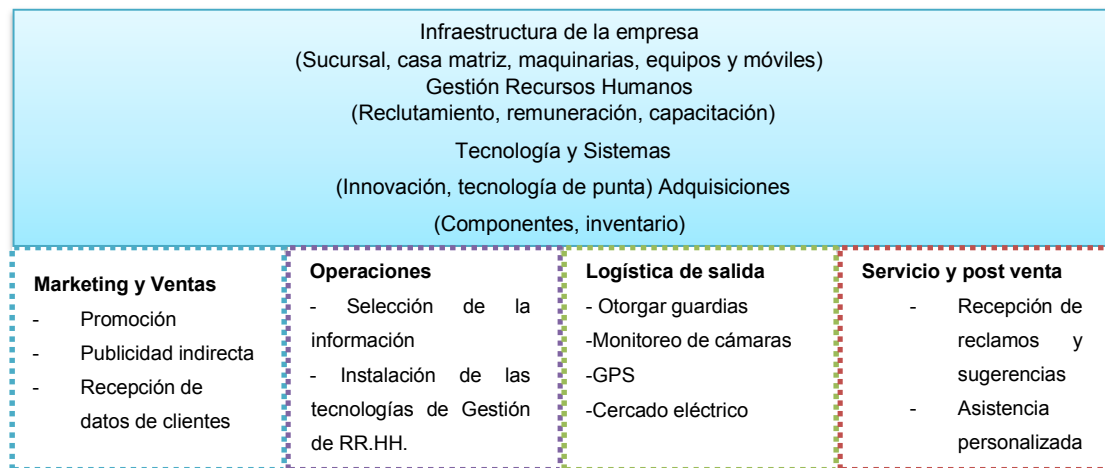 Infraestructura de la empresa
(Sucursal, casa matriz, maquinarias, equipos y móviles)
Gestión Recursos Humanos
(Reclutamiento, remuneración, capacitación)
Tecnología y Sistemas
(Innovación, tecnología de punta) Adquisiciones
(Componentes, inventario)
Marketing y Ventas
- Promoción
- Publicidad indirecta
- Recepción de
datos de clientes
Operaciones
- Selección de la
información
- Instalación de las
tecnologías de Gestión
de RR.HH.
Logística de salida
- Otorgar guardias
-Monitoreo de cámaras
-GPS
-Cercado eléctrico
Servicio y post venta
- Recepción de
reclamos y
sugerencias
- Asistencia
personalizada